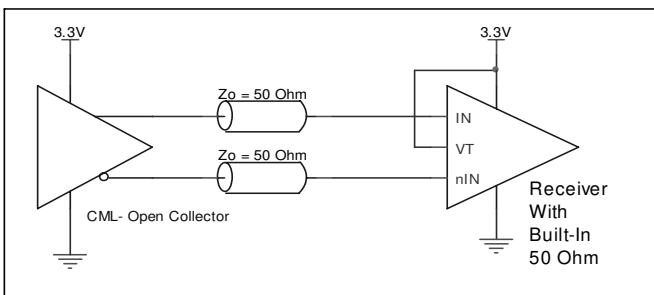 3.3V
3.3V
Zo = 50 Ohm
IN
VT
Zo = 50 Ohm
nIN
CML- Open Collector
Receiver
With
Built-In
50 Ohm